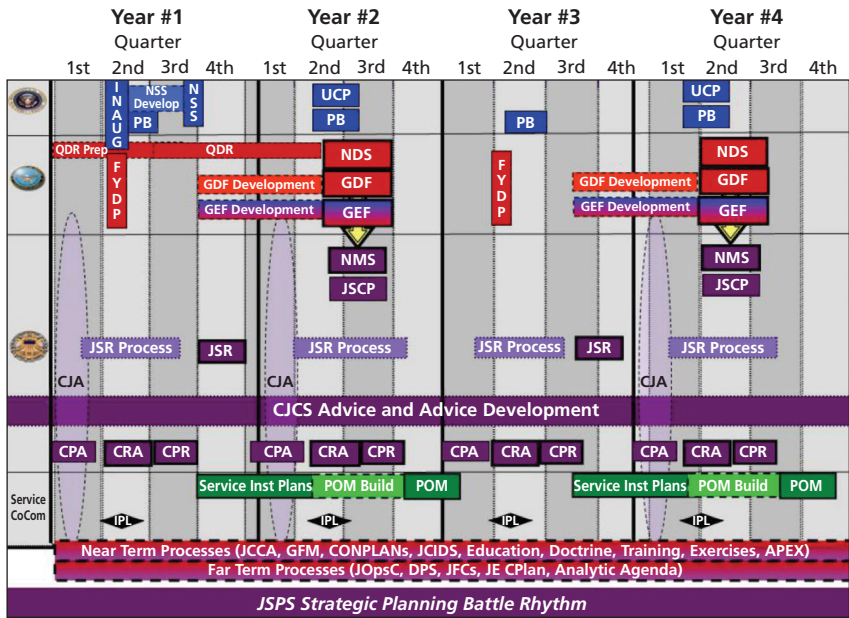 Year #1 Year #2 Year #3 Year #4
Quarter Quarter Quarter Quarter
1st 2nd 3rd 4th 1st 2nd 3rd 4th 1st 2nd 3rd 4th 1st 2nd 3rd 4th
INAUG
NSS Develop
NSS
PB
UCP
PB
PB
UCP
PB
QDR Prep
QDR
FYDP
NDS
GDF Development
GDF
GEF Development
GEF
FYDP
GDF Development
GEF Development
NDS
GDF
GEF
NMS
JSCP
NMS
JSCP
JSR Process
JSR
JSR Process
JSR Process
JSR
JSR Process
CJA
CJA
CJA
CJCS Advice and Advice Development
CPA CRA CPR CPA CRA CPR CPA CRA CPR CPA CRA CPR
Service
CoCom
Service Inst Plans POM Build POM Service Inst Plans POM Build POM
IPL IPL IPL IPL
Near Term Processes (JCCA, GFM, CONPLANs, JCIDS, Education, Doctrine, Training, Exercises, APEX)
Far Term Processes (JOpsC, DPS, JFCs, JE CPlan, Analytic Agenda)
JSPS Strategic Planning Battle Rhythm